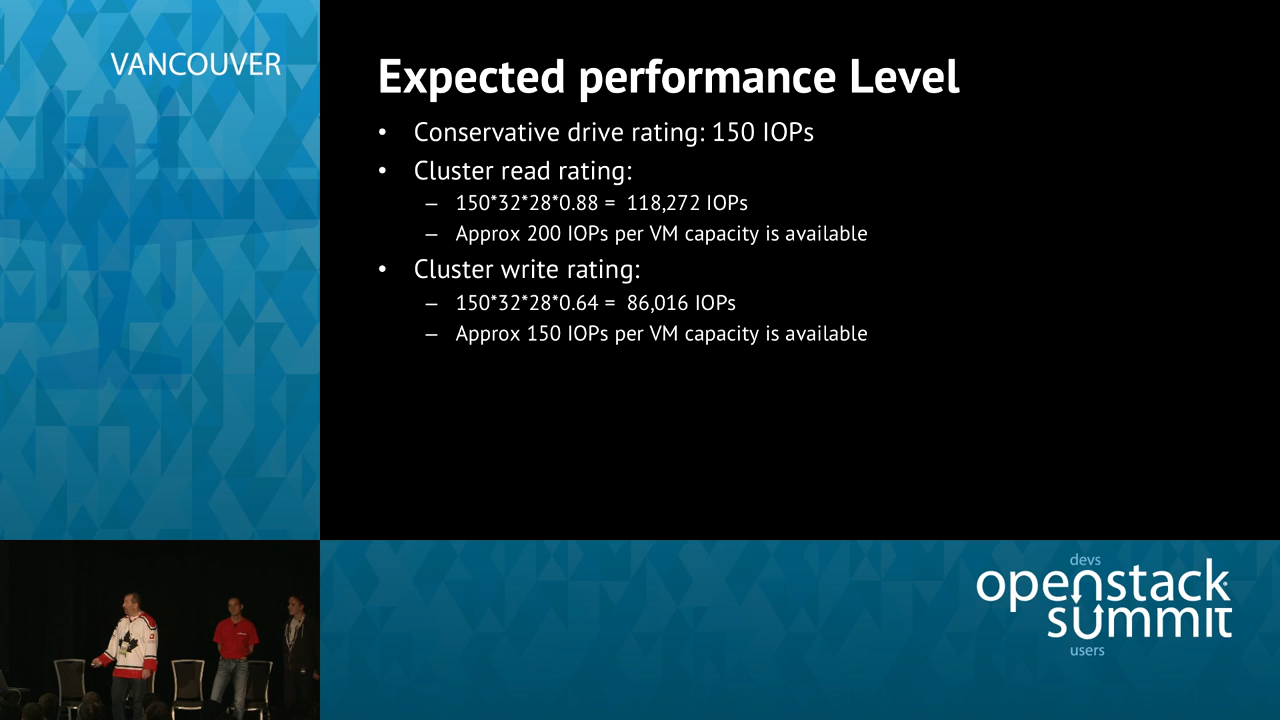 VANCOUVER
Expected performance Level
• Conservative drive rating: 150 IOPs
• Cluster read rating:
– 150*32*28*0.88 = 118,272 IOPs
– Approx 200 IOPs per VM capacity is available
• Cluster write rating:
– 150*32*28*0.64 = 86,016 IOPs
– Approx 150 IOPs per VM capacity is available
devs
openstack
summit
users